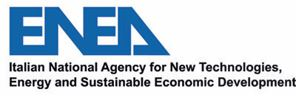 ENEA
Italian National Agency for New Technologies,
Energy and Sustainable Economic Development